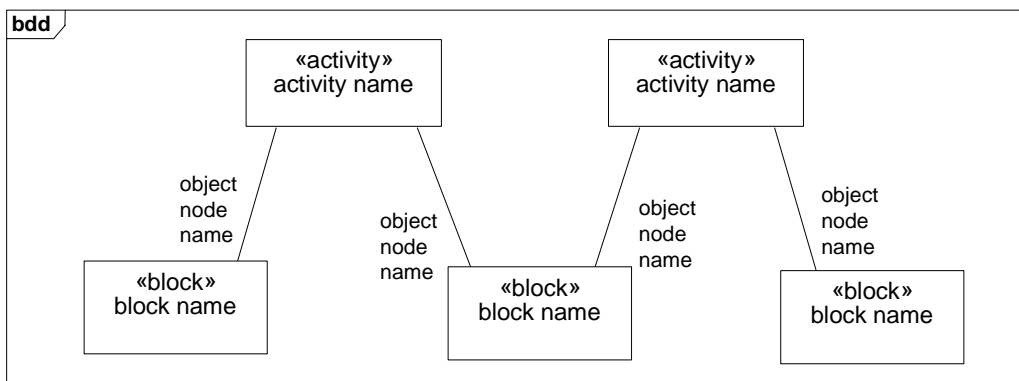 bdd
«activity»
activity name
«activity»
activity name
object
node
name
object
node
name
object
node
name
object
node
name
«block»
block name
«block»
block name
«block»
block name